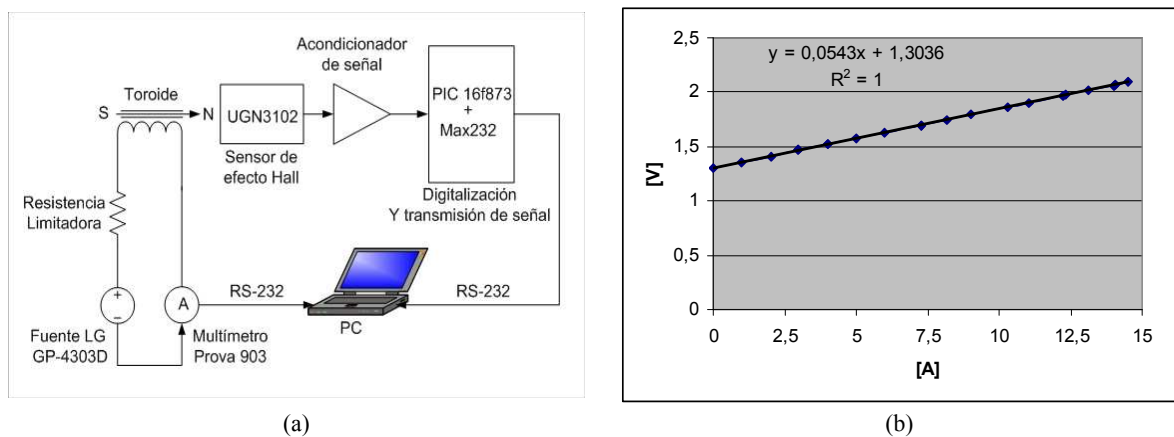 Acondicionador
de señal
Toroide
S
N
UGN3102
PIC 16f873
+
Max232
Sensor de
efecto Hall
Digitalización
Y transmisión de señal
Resistencia
Limitadora
+
−
A
RS-232
RS-232
PC
Fuente LG
GP-4303D
Multímetro
Prova 903
(a)
y = 0,0543x + 1,3036
R² = 1
[V]
2,5
2
1,5
1
0,5
0
0 2,5 5 7,5 10 12,5 15
[A]
(b)